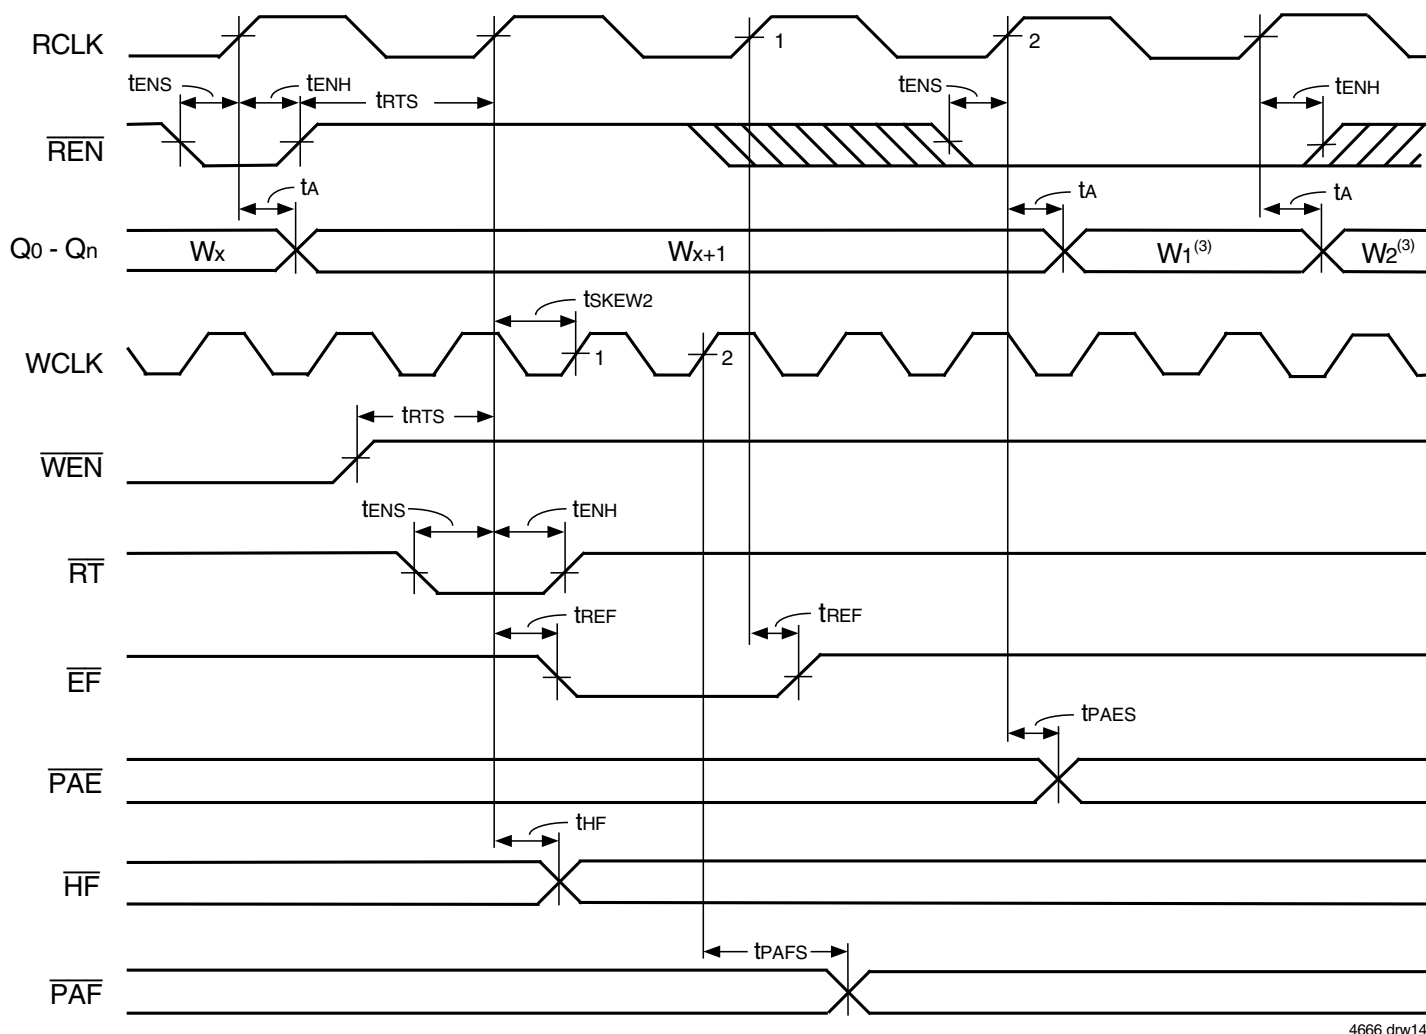 RCLK 1 2
tENS tENH tRTS tENS tENH
REN
tA tA tA
Q0 - Qn Wx Wx+1 W1(3) W2(3)
tSKEW2
WCLK 1 2
tRTS
WEN
tENS tENH
RT
tREF tREF
EF
tPAES
PAE
tHF
HF
tPAFS
PAF
4666 drw14